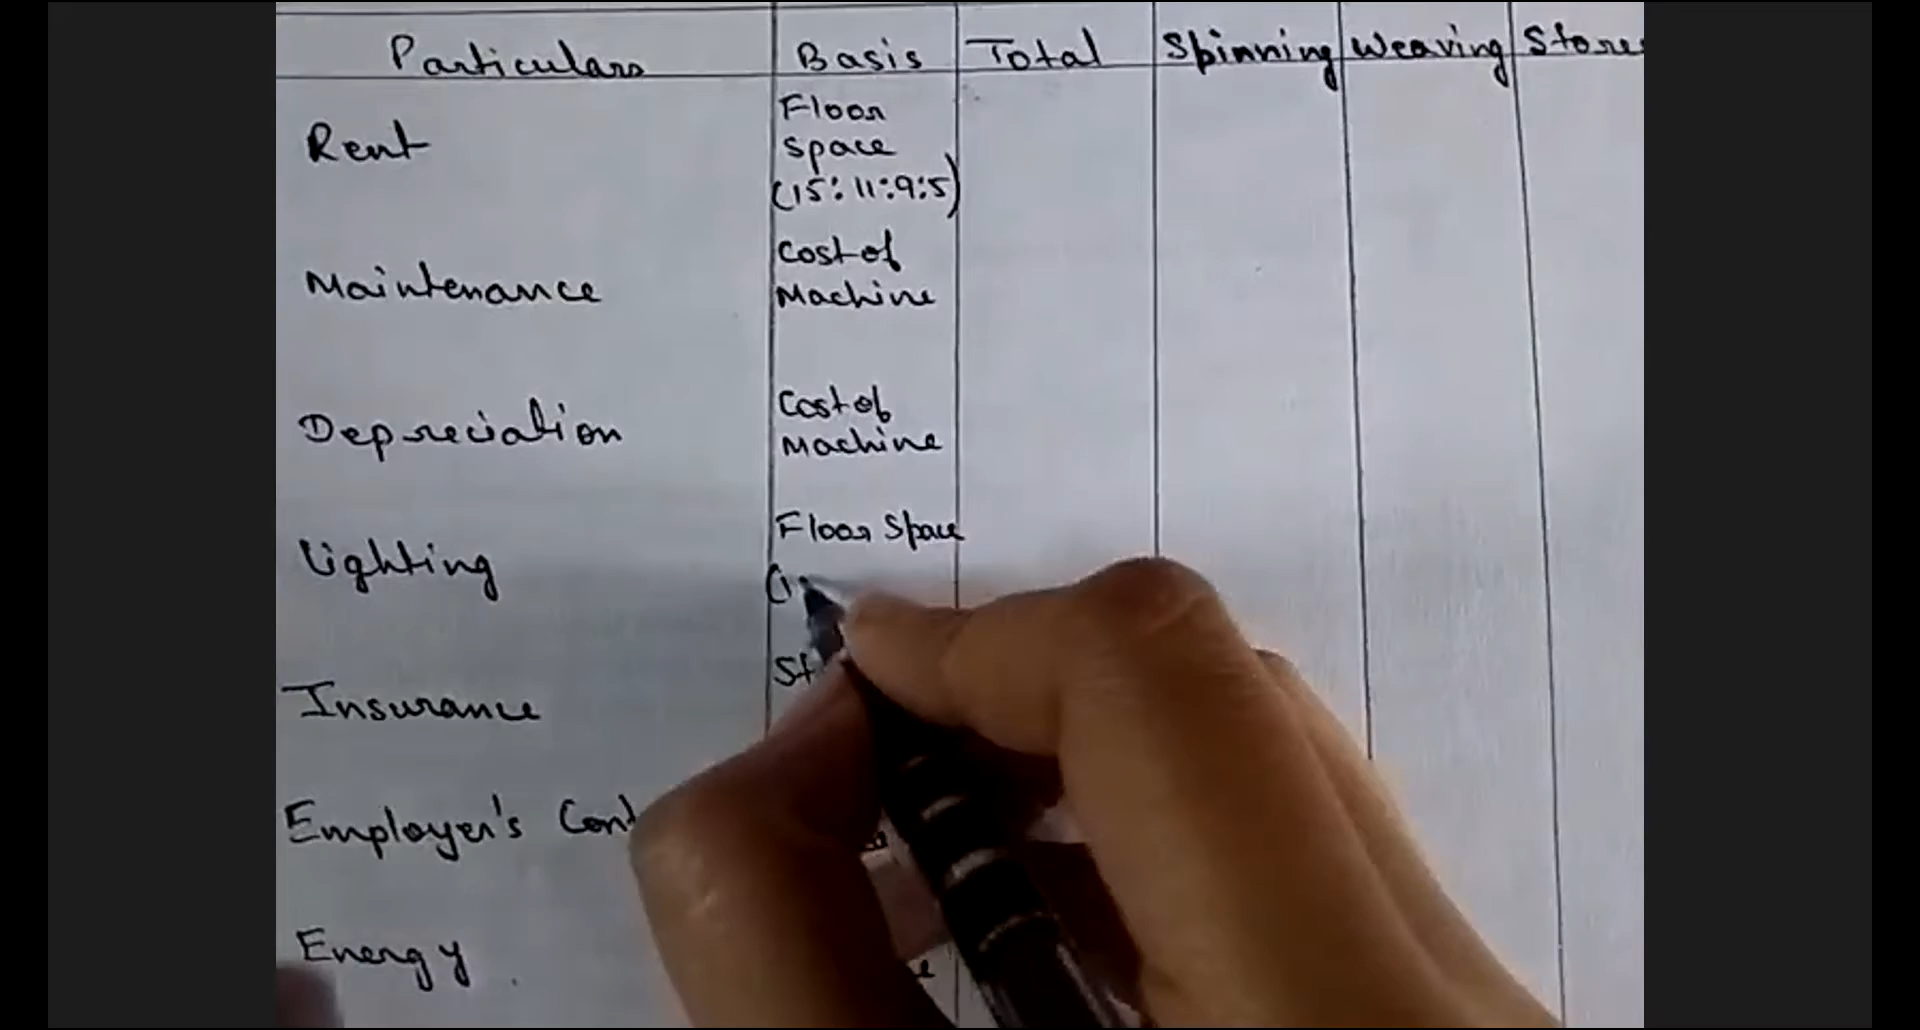 Particulars Basis Total Spinning Weaving Stores
Rent Floor
space
(15:11:9:5)
Maintenance Cost of
Machine
Depreciation Cost of
Machine
Lighting Floor Space
Insurance
Employer's
Energy